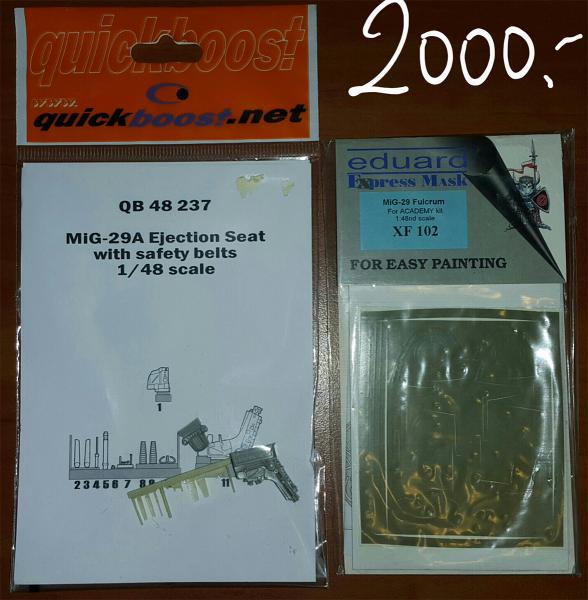 quickboost
www.
quickboost.net
2000.-
QB 48 237
MiG-29A Ejection Seat
with safety belts
1/48 scale
1
2 3 4 5 6 7 8 9
11
eduard
Express Mask
MiG-29 Fulcrum
For ACADEMY kit
1:48nd scale
XF 102
FOR EASY PAINTING